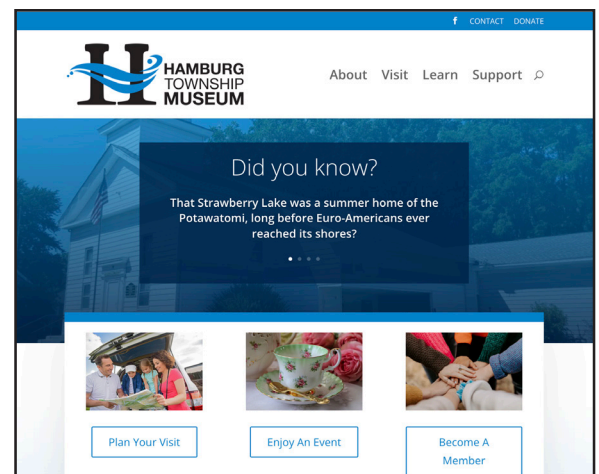 f CONTACT DONATE
H
HAMBURG
TOWNSHIP
MUSEUM
About Visit Learn Support
Did you know?
That Strawberry Lake was a summer home of the
Potawatomi, long before Euro-Americans ever
reached its shores?
Plan Your Visit
Enjoy An Event
Become A
Member